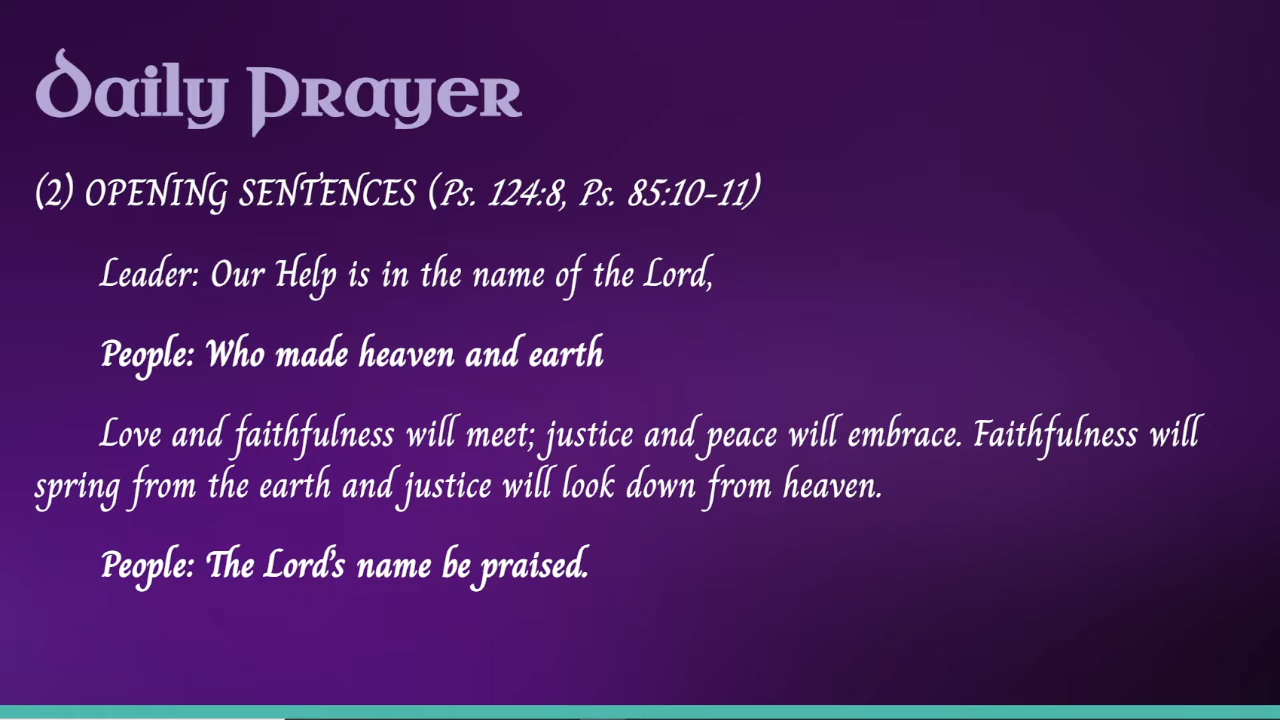 Daily Prayer
(2) OPENING SENTENCES (Ps. 124:8, Ps. 85:10-11)
Leader: Our Help is in the name of the Lord,
People: Who made heaven and earth
Love and faithfulness will meet; justice and peace will embrace. Faithfulness will
spring from the earth and justice will look down from heaven.
People: The Lord's name be praised.